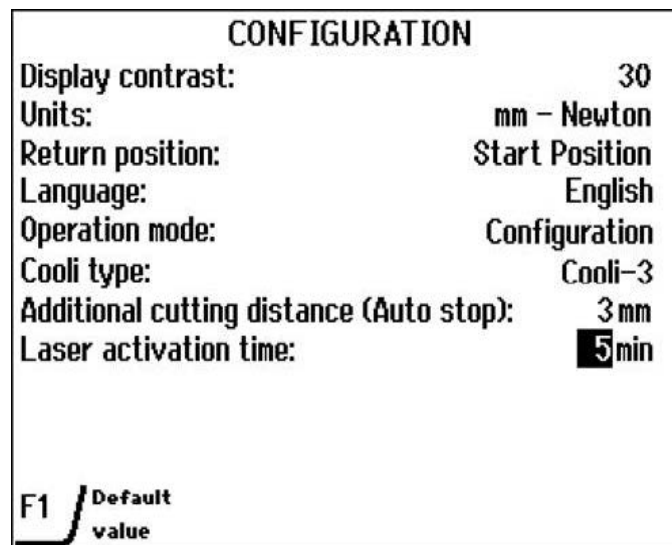 CONFIGURATION
Display contrast: 30
Units: mm – Newton
Return position: Start Position
Language: English
Operation mode: Configuration
Cooli type: Cooli–3
Additional cutting distance (Auto stop): 3 mm
Laser activation time: 5 min
F1 Default
value